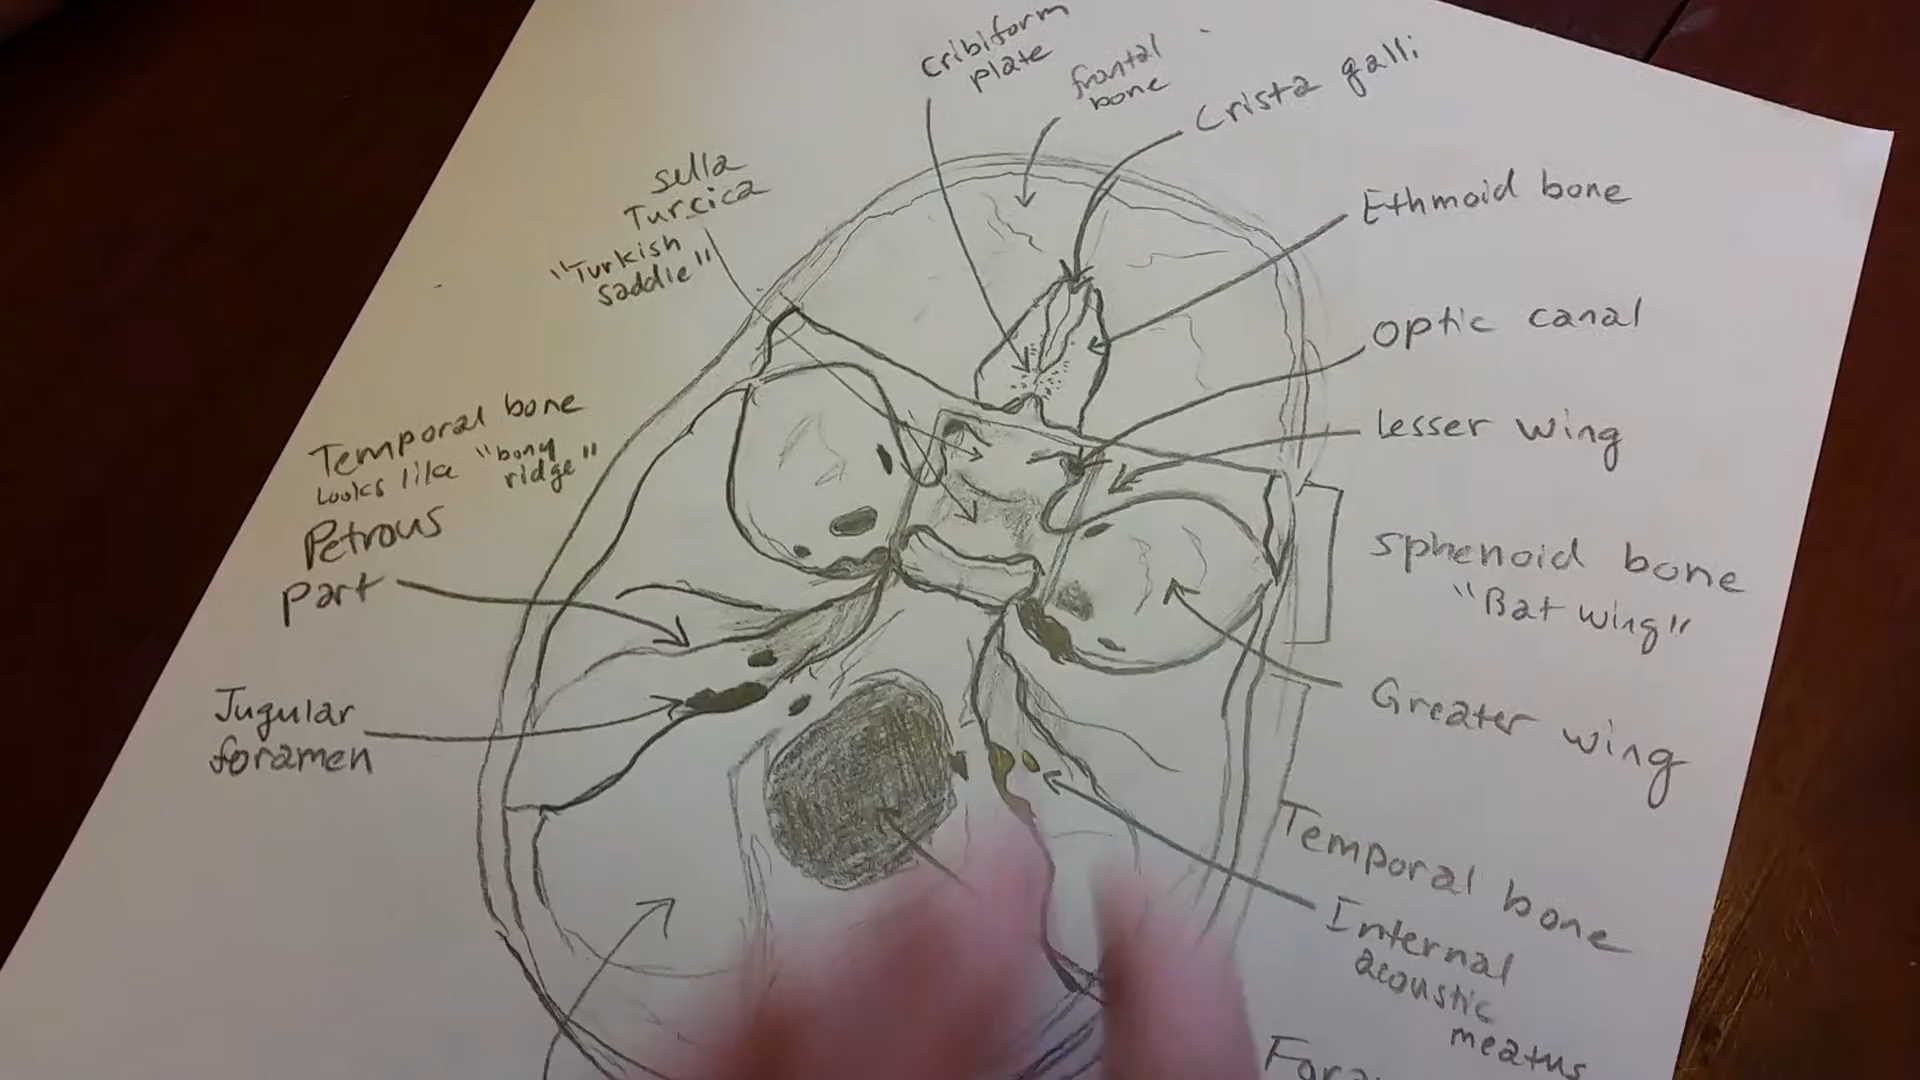 Cribiform
plate
frontal
bone
Crista galli
sella
Turcica
"Turkish
saddle"
Ethmoid bone
optic canal
lesser wing
Temporal bone
Looks like "bony
ridge"
Petrous
part
sphenoid bone
"Bat wing"
Greater wing
Jugular
foramen
Temporal bone
Internal
acoustic
meatus